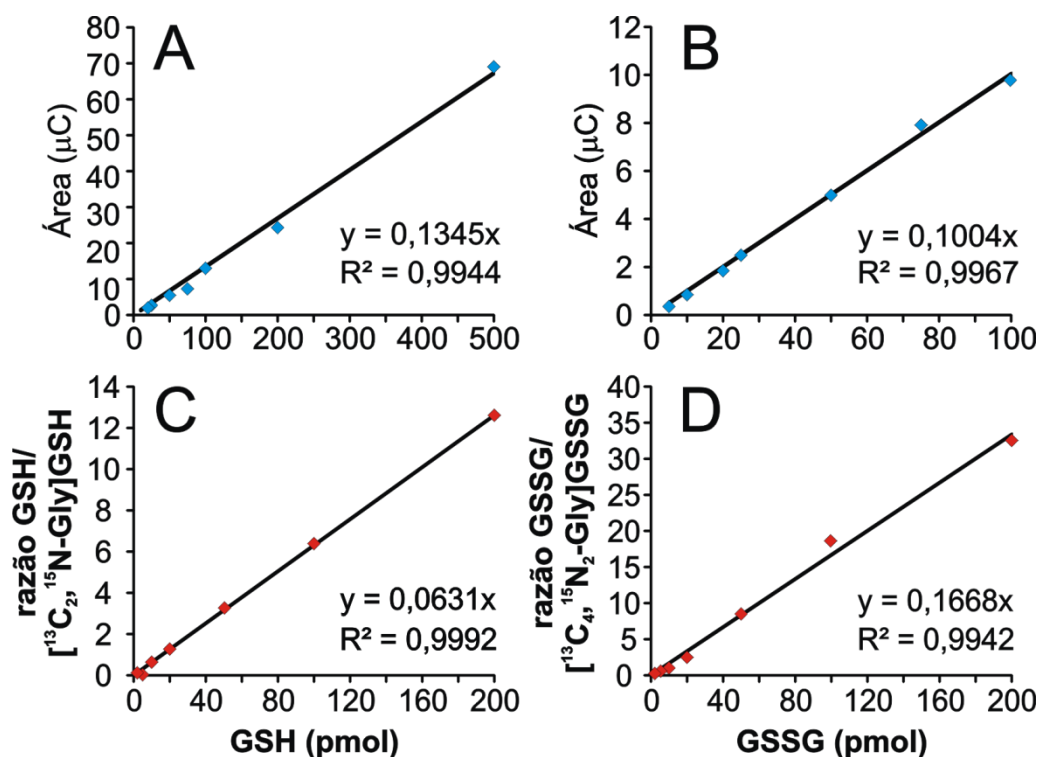 A
80
70
60
50
40
30
20
10
0
Área (µC)
y = 0,1345x
R² = 0,9944
0 100 200 300 400 500
B
12
10
8
6
4
2
0
Área (µC)
y = 0,1004x
R² = 0,9967
0 20 40 60 80 100
C
14
12
10
8
6
4
2
0
razão GSH/
[¹³C₂,¹⁵N-Gly]GSH
y = 0,0631x
R² = 0,9992
0 40 80 120 160 200
GSH (pmol)
D
40
35
30
25
20
15
10
5
0
razão GSSG/
[¹³C₄,¹⁵N₂-Gly]GSSG
y = 0,1668x
R² = 0,9942
0 40 80 120 160 200
GSSG (pmol)